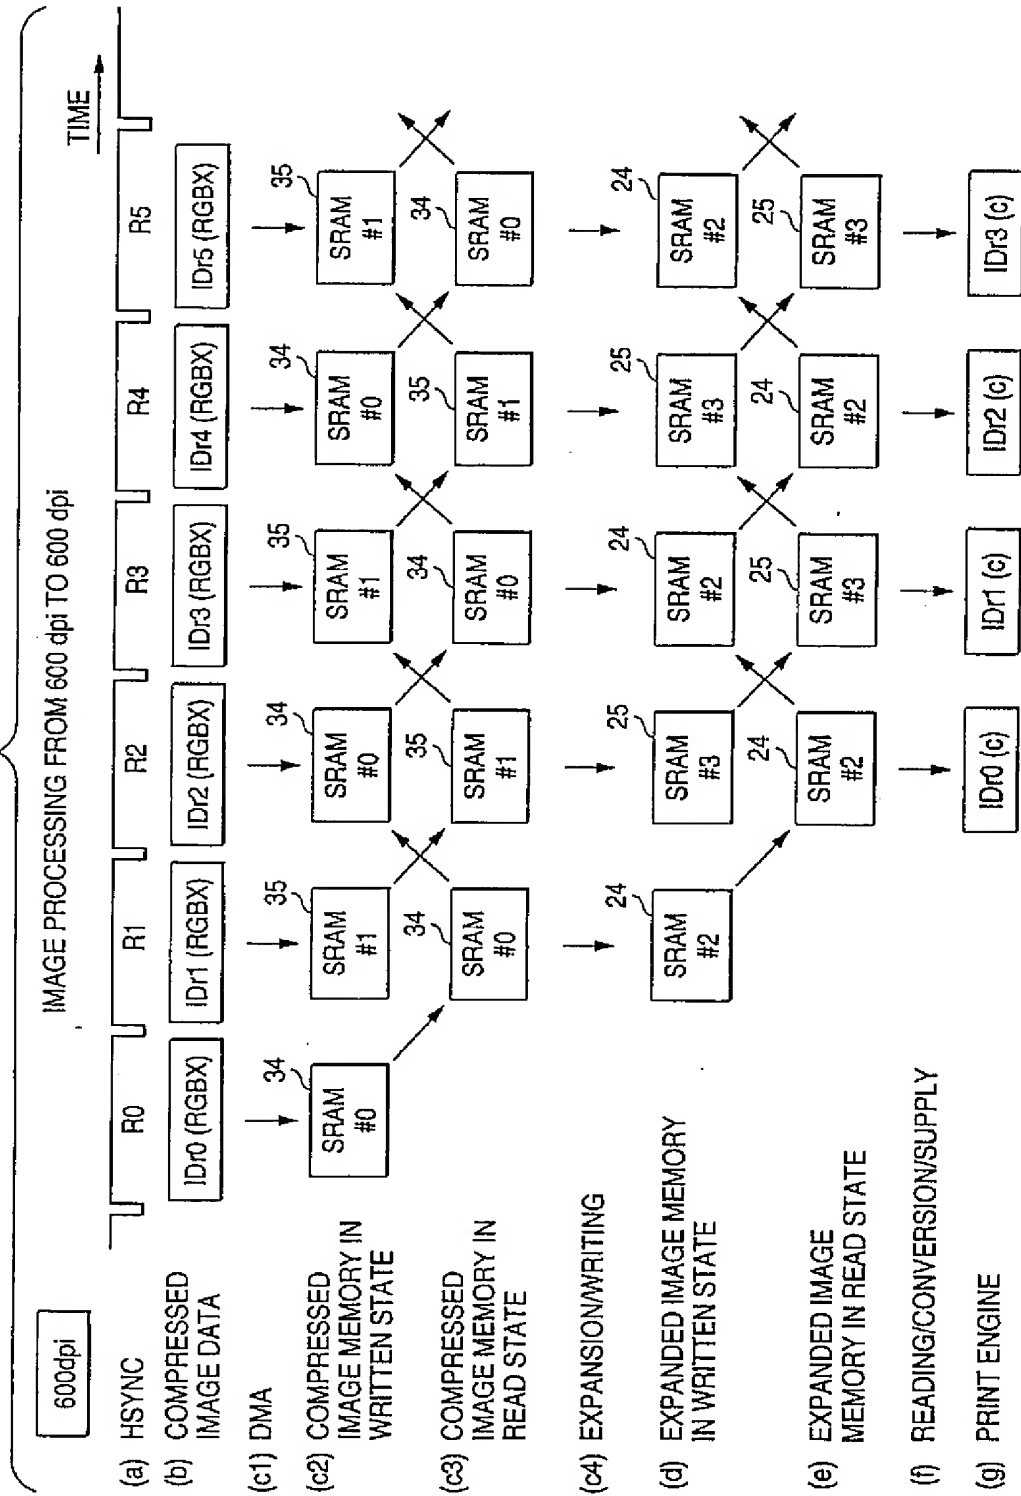 600dpi
IMAGE PROCESSING FROM 600 dpi TO 600 dpi
TIME
(a) HSYNC
R0 R1 R2 R3 R4 R5
(b) COMPRESSED
IMAGE DATA
IDr0 (RGBX) IDr1 (RGBX) IDr2 (RGBX) IDr3 (RGBX) IDr4 (RGBX) IDr5 (RGBX)
(c1) DMA
34 35 34 35 34 35
(c2) COMPRESSED
IMAGE MEMORY IN
WRITTEN STATE
SRAM SRAM SRAM SRAM SRAM SRAM
#0 #1 #0 #1 #0 #1
34 35 34 35 34
(c3) COMPRESSED
IMAGE MEMORY IN
READ STATE
SRAM SRAM SRAM SRAM SRAM
#0 #1 #0 #1 #0
(c4) EXPANSION/WRITING
24 25 24 25 24
(d) EXPANDED IMAGE MEMORY
IN WRITTEN STATE
SRAM SRAM SRAM SRAM SRAM
#2 #3 #2 #3 #2
24 25 24 25
(e) EXPANDED IMAGE
MEMORY IN READ STATE
SRAM SRAM SRAM SRAM
#2 #3 #2 #3
(f) READING/CONVERSION/SUPPLY
(g) PRINT ENGINE
IDr0 (c) IDr1 (c) IDr2 (c) IDr3 (c)